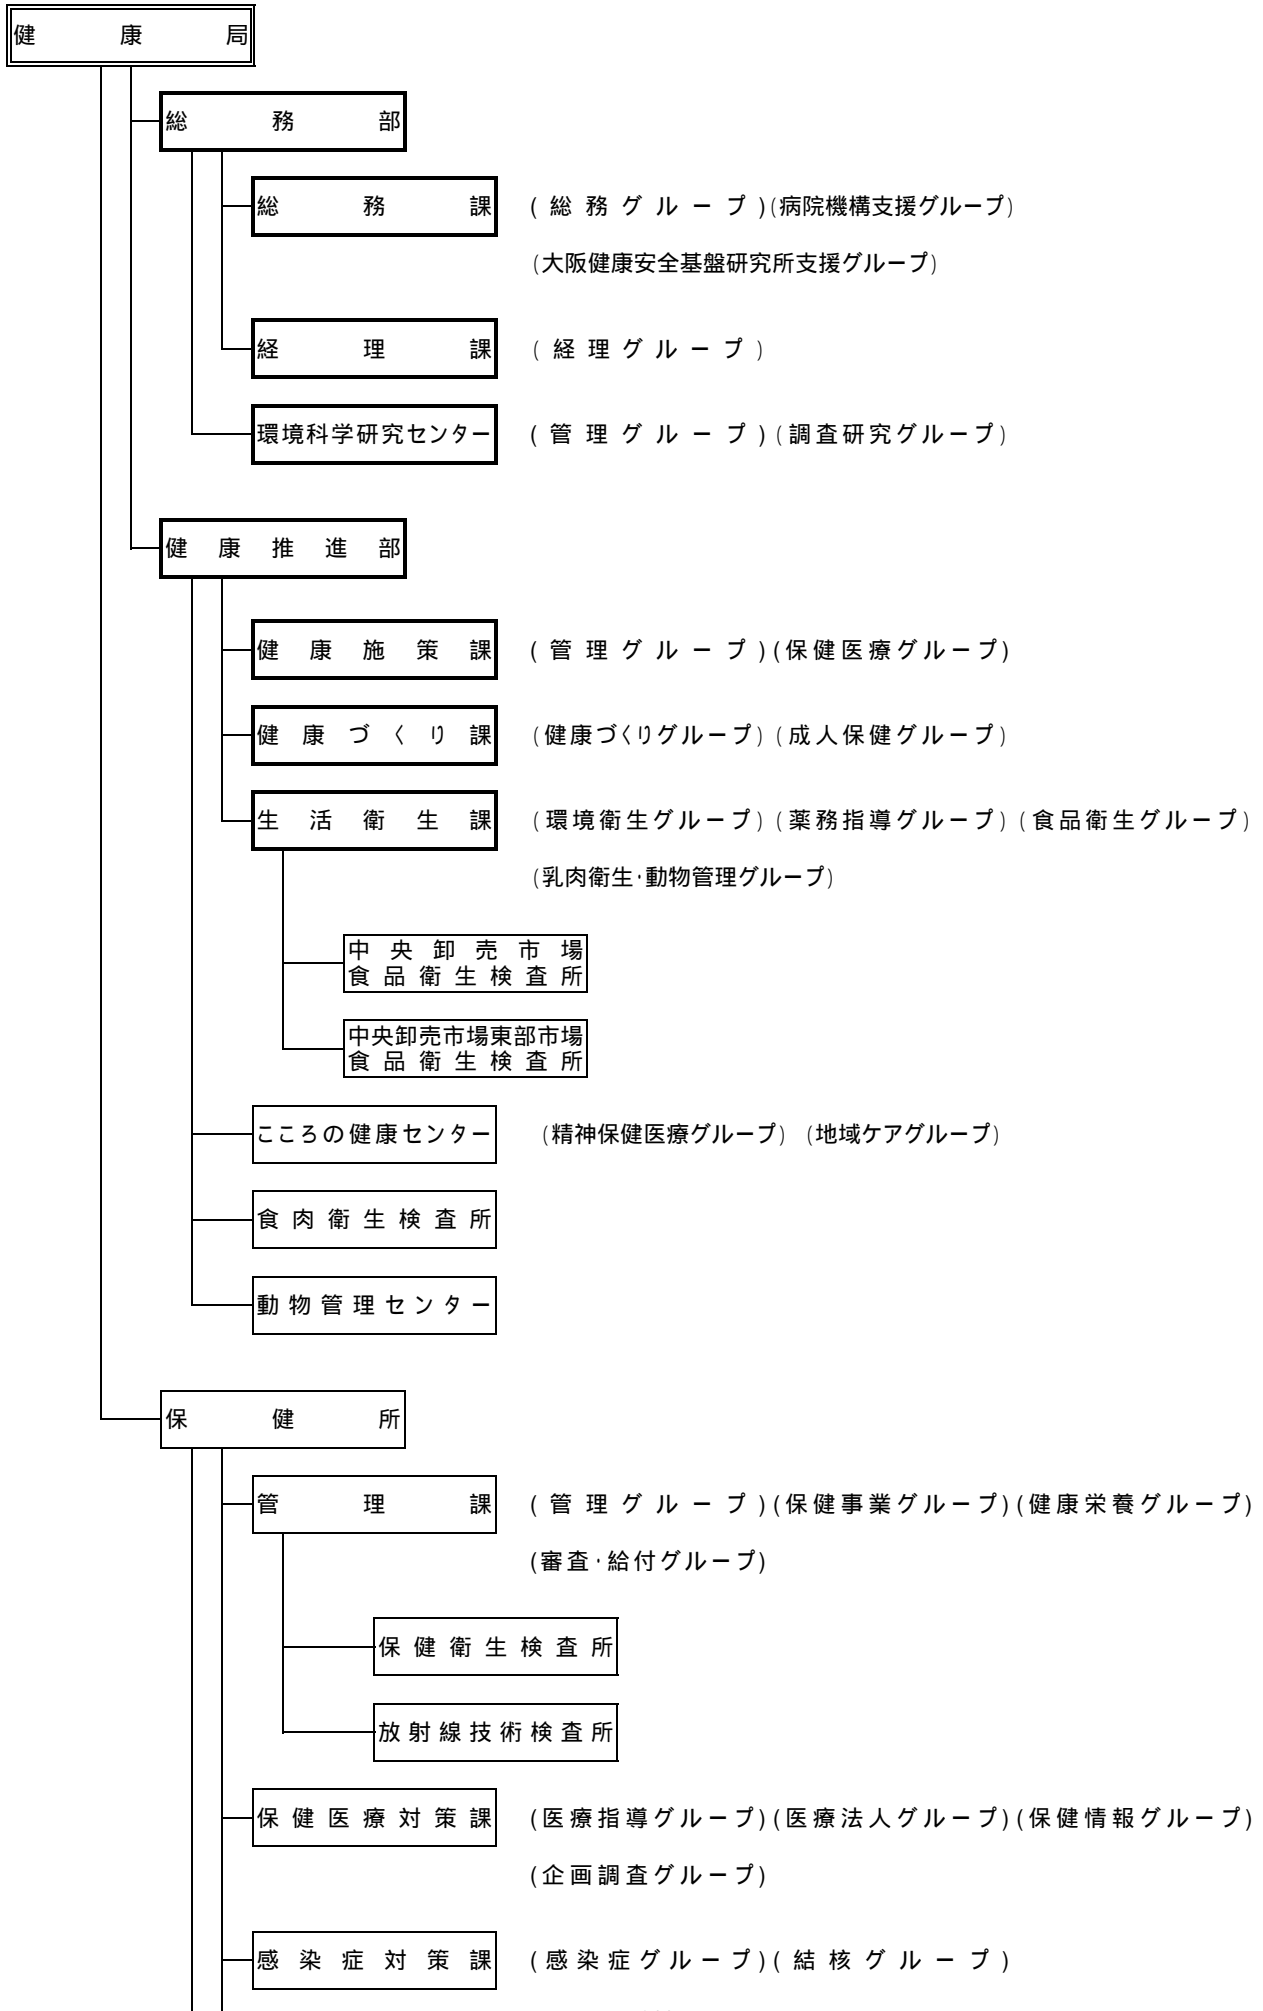 健康局
総務部
総務課 (総務グループ)(病院機構支援グループ)
(大阪健康安全基盤研究所支援グループ)
経理課 (経理グループ)
環境科学研究センター (管理グループ)(調査研究グループ)
健康推進部
健康施策課 (管理グループ)(保健医療グループ)
健康づくり課 (健康づくりグループ)(成人保健グループ)
生活衛生課 (環境衛生グループ)(薬務指導グループ)(食品衛生グループ)
(乳肉衛生・動物管理グループ)
中央卸売市場
食品衛生検査所
中央卸売市場東部市場
食品衛生検査所
こころの健康センター (精神保健医療グループ) (地域ケアグループ)
食肉衛生検査所
動物管理センター
保健所
管理課 (管理グループ)(保健事業グループ)(健康栄養グループ)
(審査・給付グループ)
保健衛生検査所
放射線技術検査所
保健医療対策課 (医療指導グループ)(医療法人グループ)(保健情報グループ)
(企画調査グループ)
感染症対策課 (感染症グループ)(結核グループ)